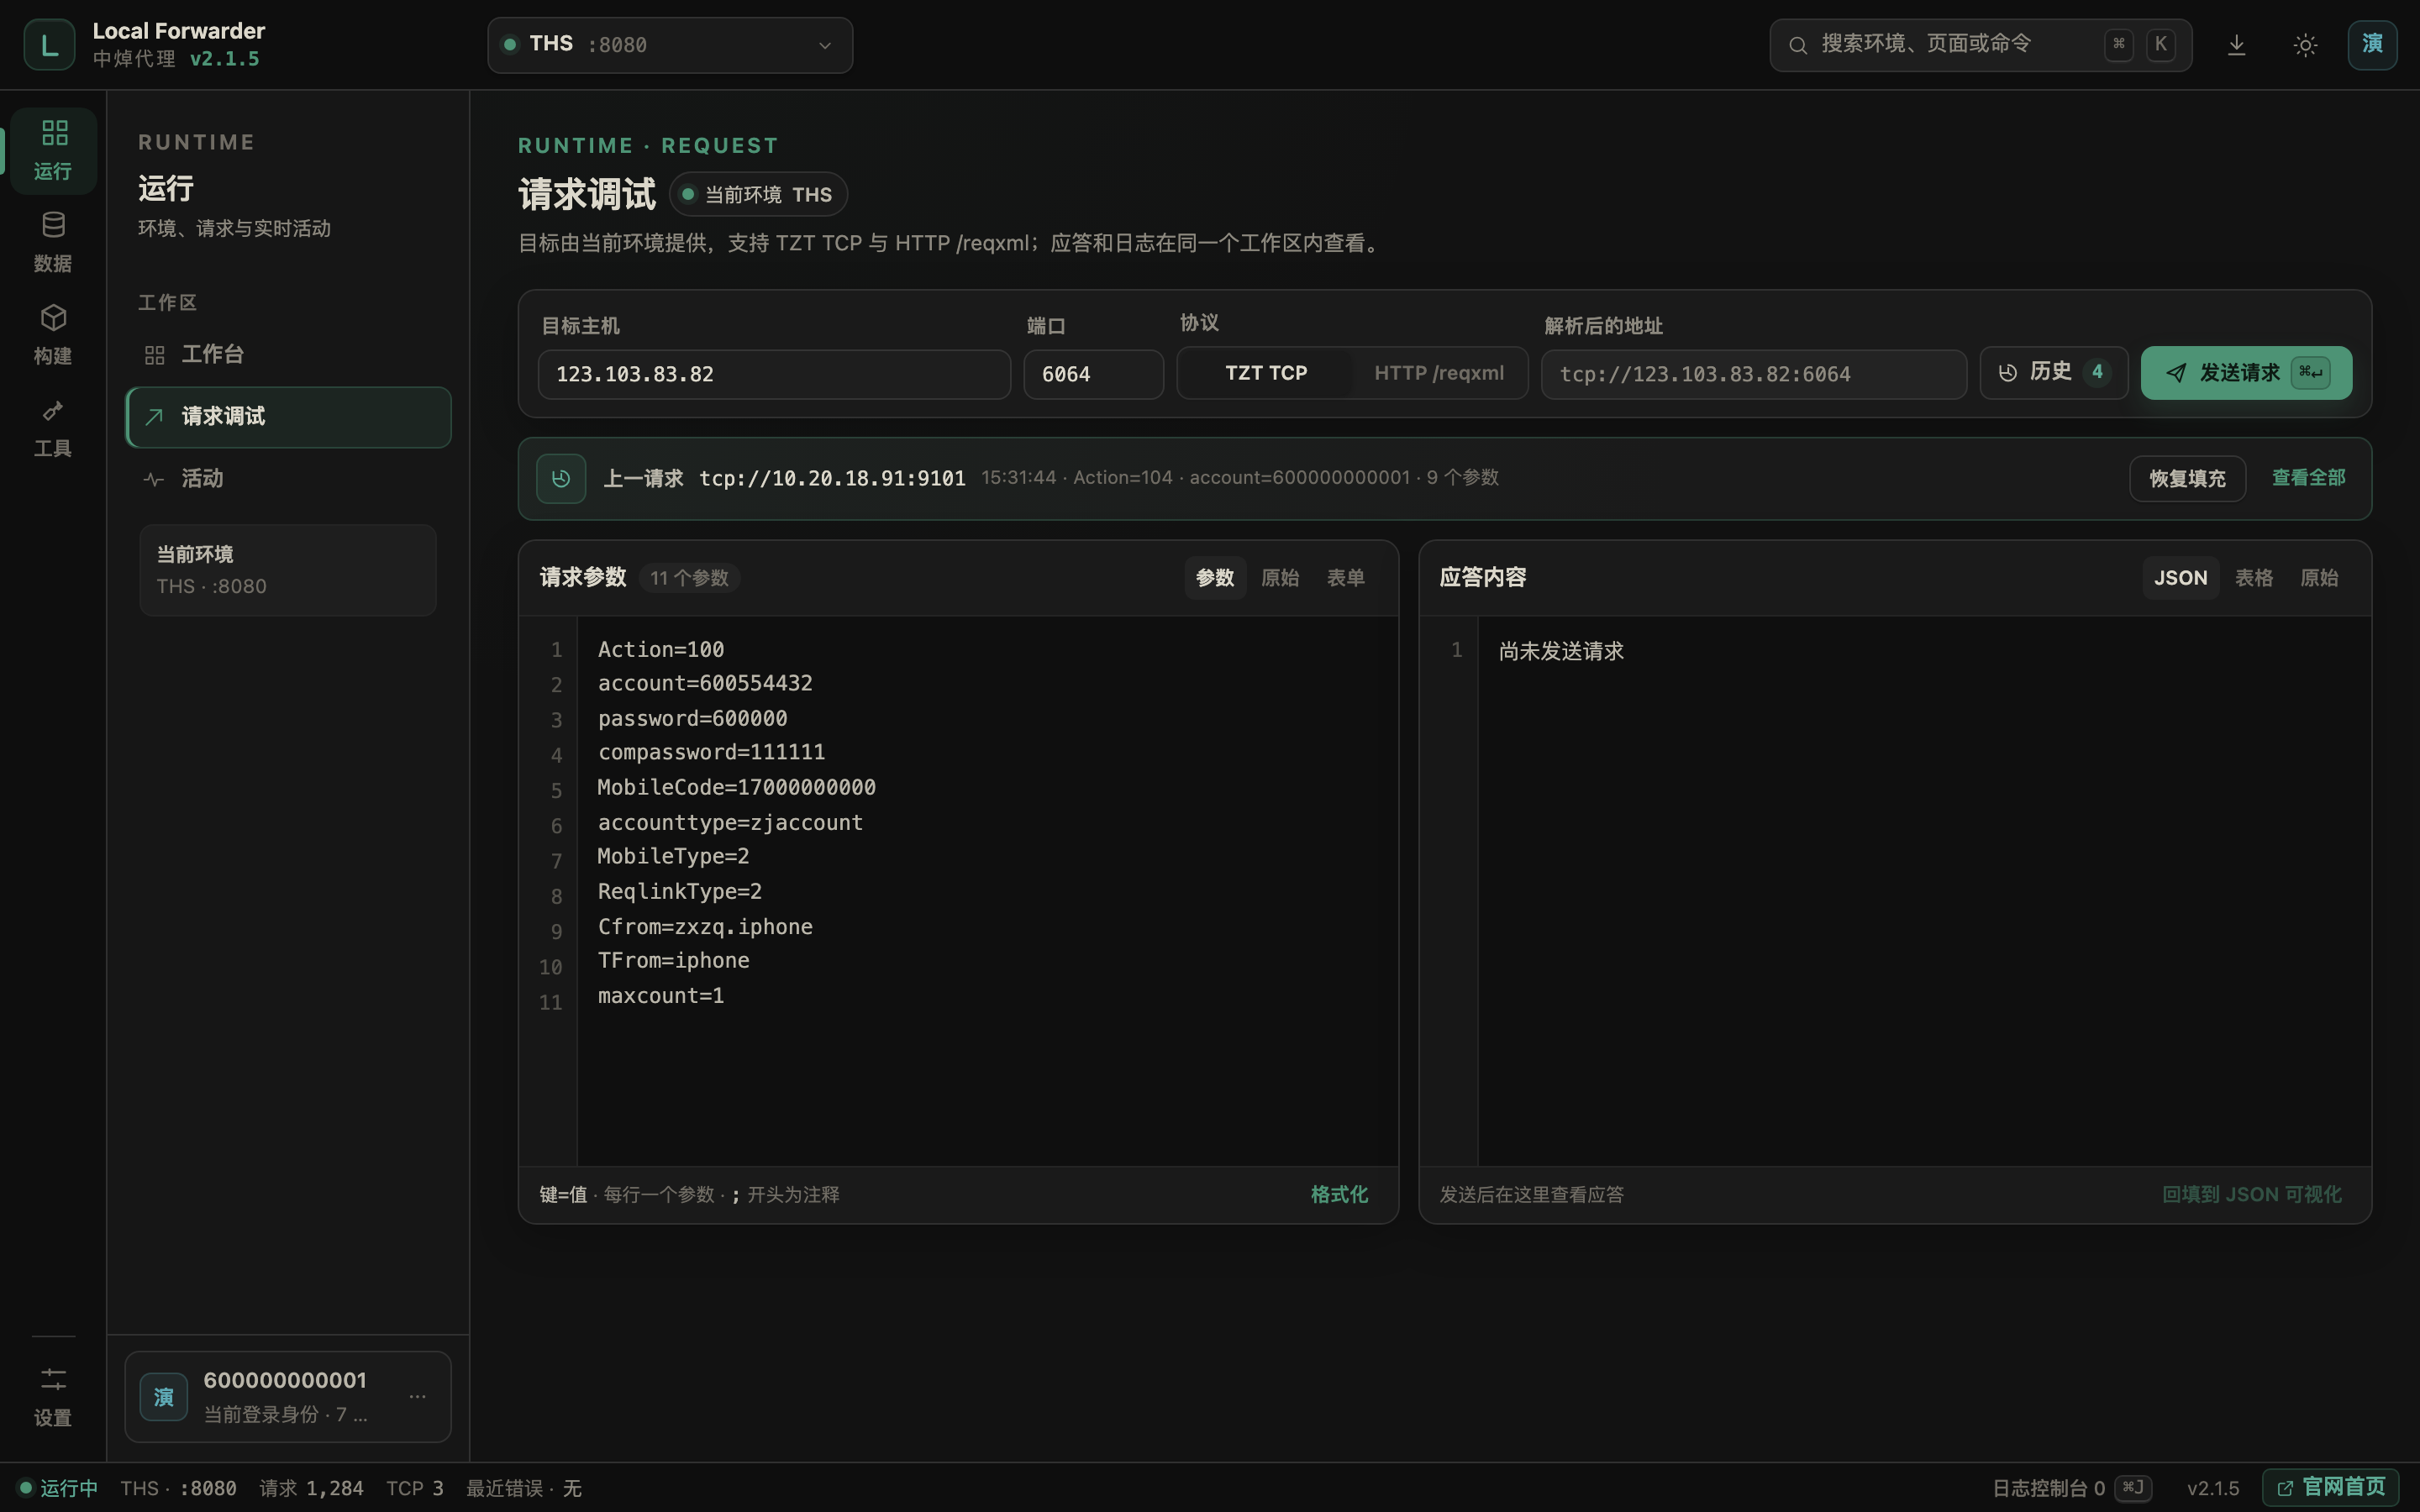 L
Local Forwarder
中焯代理 v2.1.5
THS :8080
搜索环境、页面或命令 ⌘ K
演
运行
数据
构建
工具
设置
RUNTIME
运行
环境、请求与实时活动
工作区
工作台
请求调试
活动
当前环境
THS · :8080
演
600000000001
当前登录身份 · 7 ...
...
RUNTIME · REQUEST
请求调试 当前环境 THS
目标由当前环境提供，支持 TZT TCP 与 HTTP /reqxml；应答和日志在同一个工作区内查看。
目标主机 端口 协议 解析后的地址
123.103.83.82 6064 TZT TCP HTTP /reqxml tcp://123.103.83.82:6064 历史 4 发送请求 ⌘↵
上一请求 tcp://10.20.18.91:9101 15:31:44 · Action=104 · account=600000000001 · 9 个参数 恢复填充 查看全部
请求参数 11 个参数 参数 原始 表单
1 Action=100
2 account=600554432
3 password=600000
4 compassword=111111
5 MobileCode=17000000000
6 accounttype=zjaccount
7 MobileType=2
8 ReqlinkType=2
9 Cfrom=zxzq.iphone
10 TFrom=iphone
11 maxcount=1
键=值 · 每行一个参数 · ; 开头为注释 格式化
应答内容 JSON 表格 原始
1 尚未发送请求
发送后在这里查看应答 回填到 JSON 可视化
运行中 THS · :8080 请求 1,284 TCP 3 最近错误 · 无 日志控制台 0 ⌘J v2.1.5 官网首页